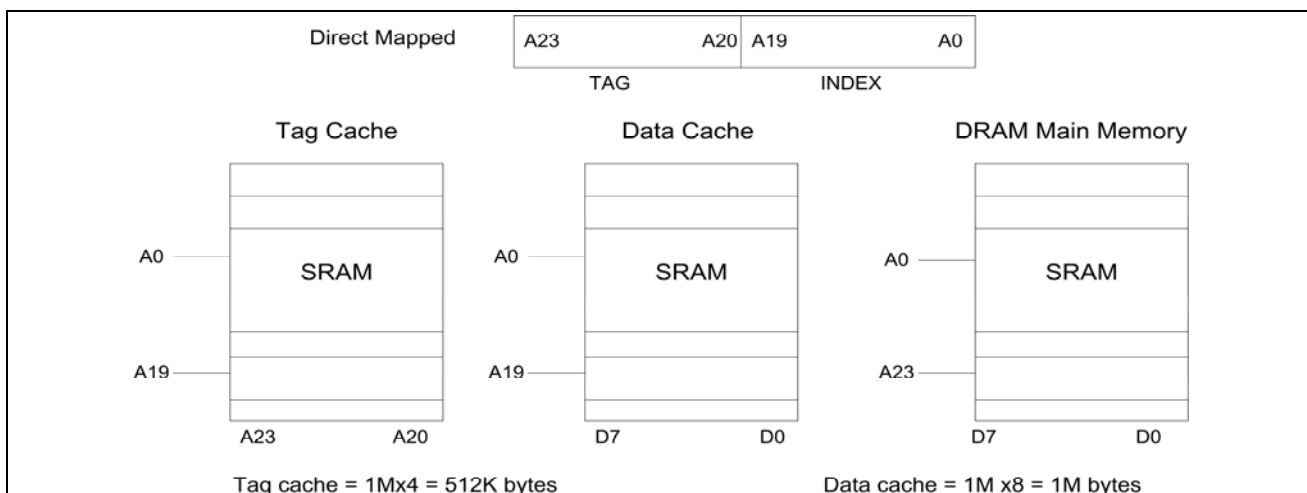 Direct Mapped A23 A20 A19 A0
TAG INDEX
Tag Cache Data Cache DRAM Main Memory
A0 SRAM A0 SRAM A0 SRAM
A19 A19 A23
A23 A20 D7 D0 D7 D0
Tag cache = 1Mx4 = 512K bytes Data cache = 1M x8 = 1M bytes